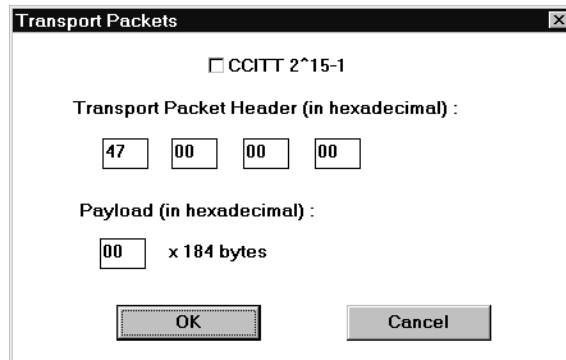 Transport Packets
CCITT 2^15-1
Transport Packet Header (in hexadecimal) :
47 00 00 00
Payload (in hexadecimal) :
00 x 184 bytes
OK Cancel